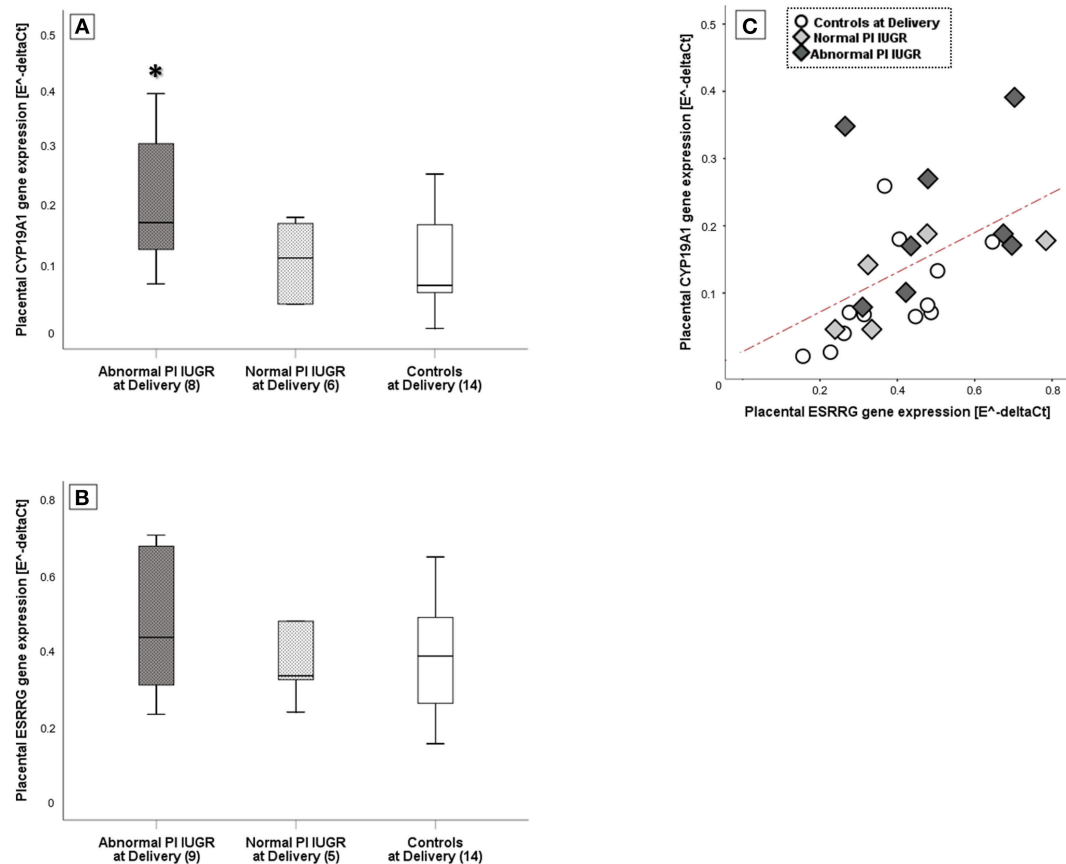 A
Placental CYP19A1 gene expression [E^-deltaCt]
0.5
0.4
0.3
0.2
0.1
0
*
Abnormal PI IUGR
at Delivery (8)
Normal PI IUGR
at Delivery (6)
Controls
at Delivery (14)
B
Placental ESRRG gene expression [E^-deltaCt]
0.8
0.6
0.4
0.2
0
Abnormal PI IUGR
at Delivery (9)
Normal PI IUGR
at Delivery (5)
Controls
at Delivery (14)
C
Controls at Delivery
Normal PI IUGR
Abnormal PI IUGR
Placental CYP19A1 gene expression [E^-deltaCt]
0.5
0.4
0.3
0.2
0.1
0
0.2
0.4
0.6
0.8
Placental ESRRG gene expression [E^-deltaCt]